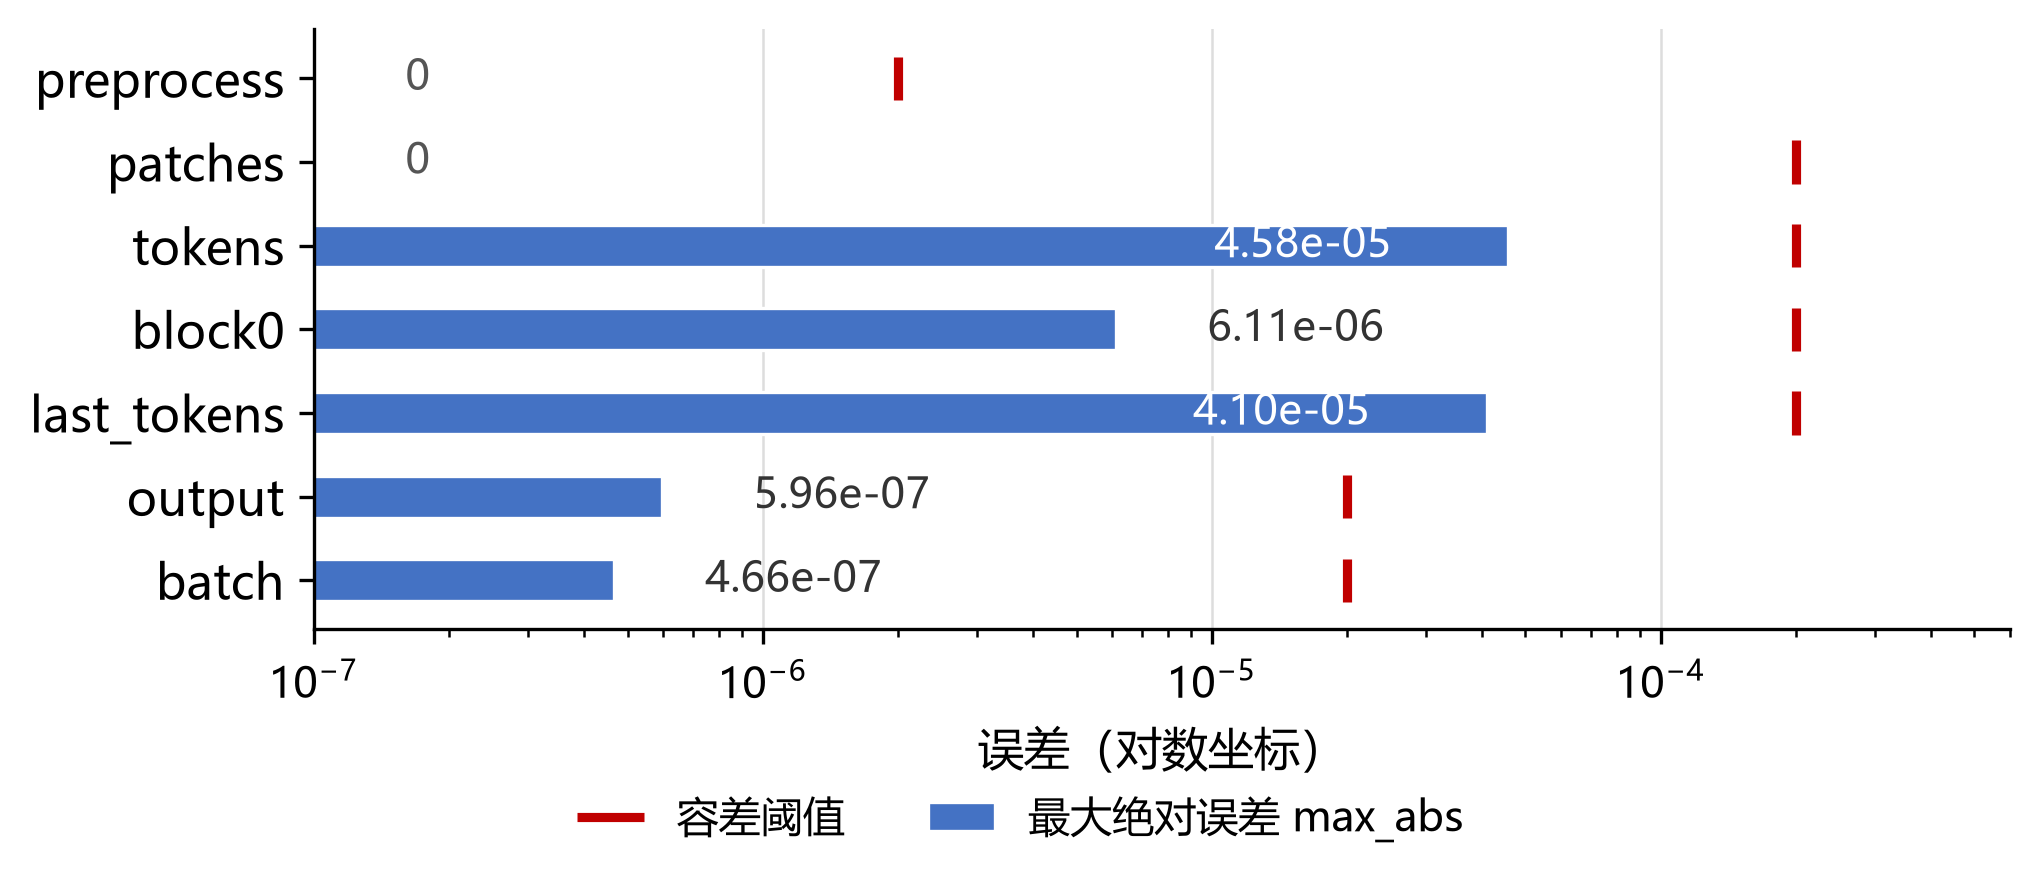 preprocess 0
patches 0
tokens 4.58e-05
block0 6.11e-06
last_tokens 4.10e-05
output 5.96e-07
batch 4.66e-07
10⁻⁷ 10⁻⁶ 10⁻⁵ 10⁻⁴
误差（对数坐标）
容差阈值 最大绝对误差 max_abs